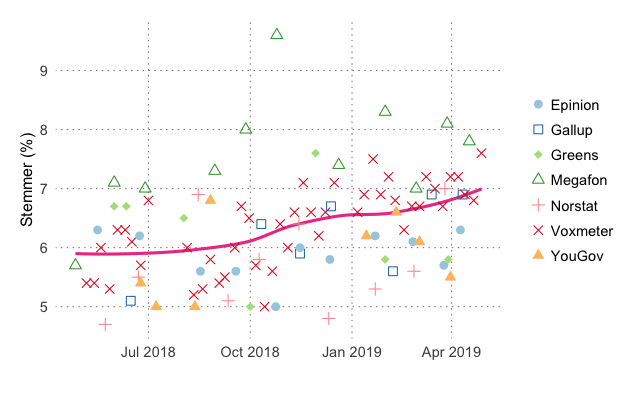 Stemmer (%)
9
8
7
6
5
Jul 2018
Oct 2018
Jan 2019
Apr 2019
Epinion
Gallup
Greens
Megafon
Norstat
Voxmeter
YouGov